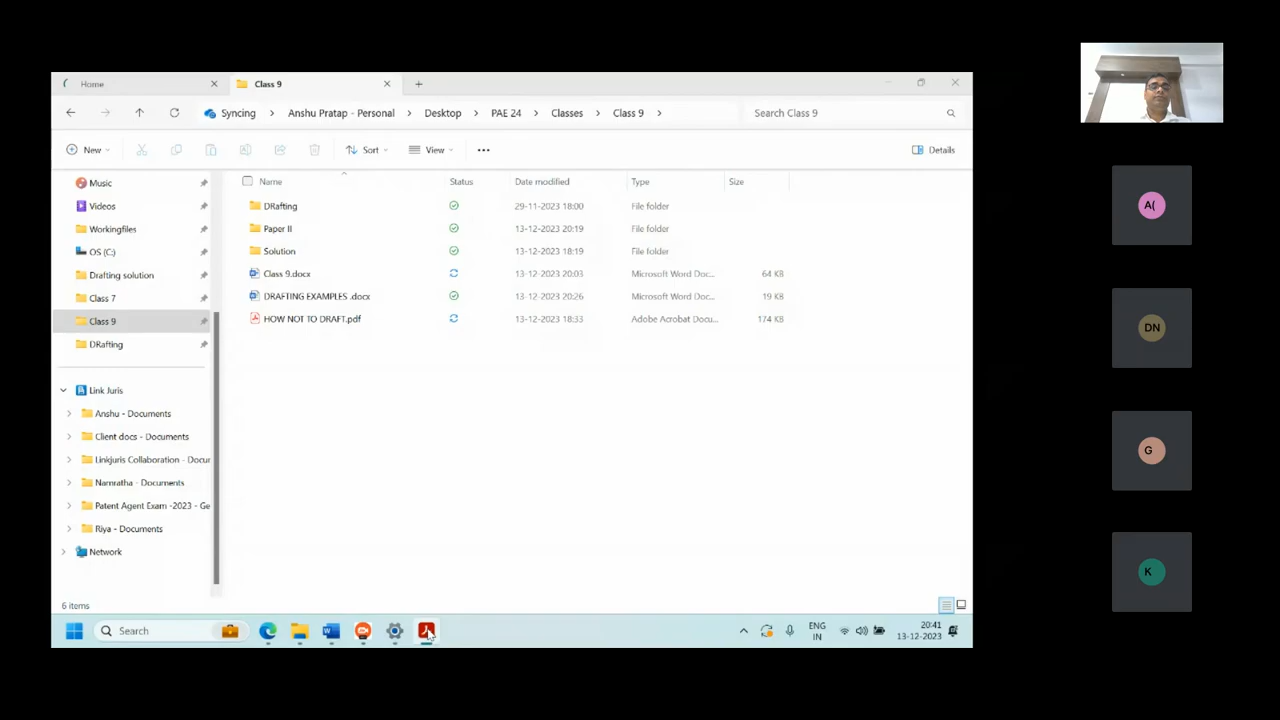 Home
Class 9
Syncing > Anshu Pratap - Personal > Desktop > PAE 24 > Classes > Class 9 >
Search Class 9
New
Sort
View
Details
Music
Videos
Workingfiles
OS (C:)
Drafting solution
Class 7
Class 9
DRafting
Link Juris
Anshu - Documents
Client docs - Documents
Linkjuris Collaboration - Docur
Namratha - Documents
Patent Agent Exam -2023 - Ge
Riya - Documents
Network
Name Status Date modified Type Size
DRafting 29-11-2023 18:00 File folder
Paper II 13-12-2023 20:19 File folder
Solution 13-12-2023 18:19 File folder
Class 9.docx 13-12-2023 20:03 Microsoft Word Doc... 64 KB
DRAFTING EXAMPLES .docx 13-12-2023 20:26 Microsoft Word Doc... 19 KB
HOW NOT TO DRAFT.pdf 13-12-2023 18:33 Adobe Acrobat Docu... 174 KB
6 items
Search
ENG
IN
20:41
13-12-2023
A(
DN
G
K